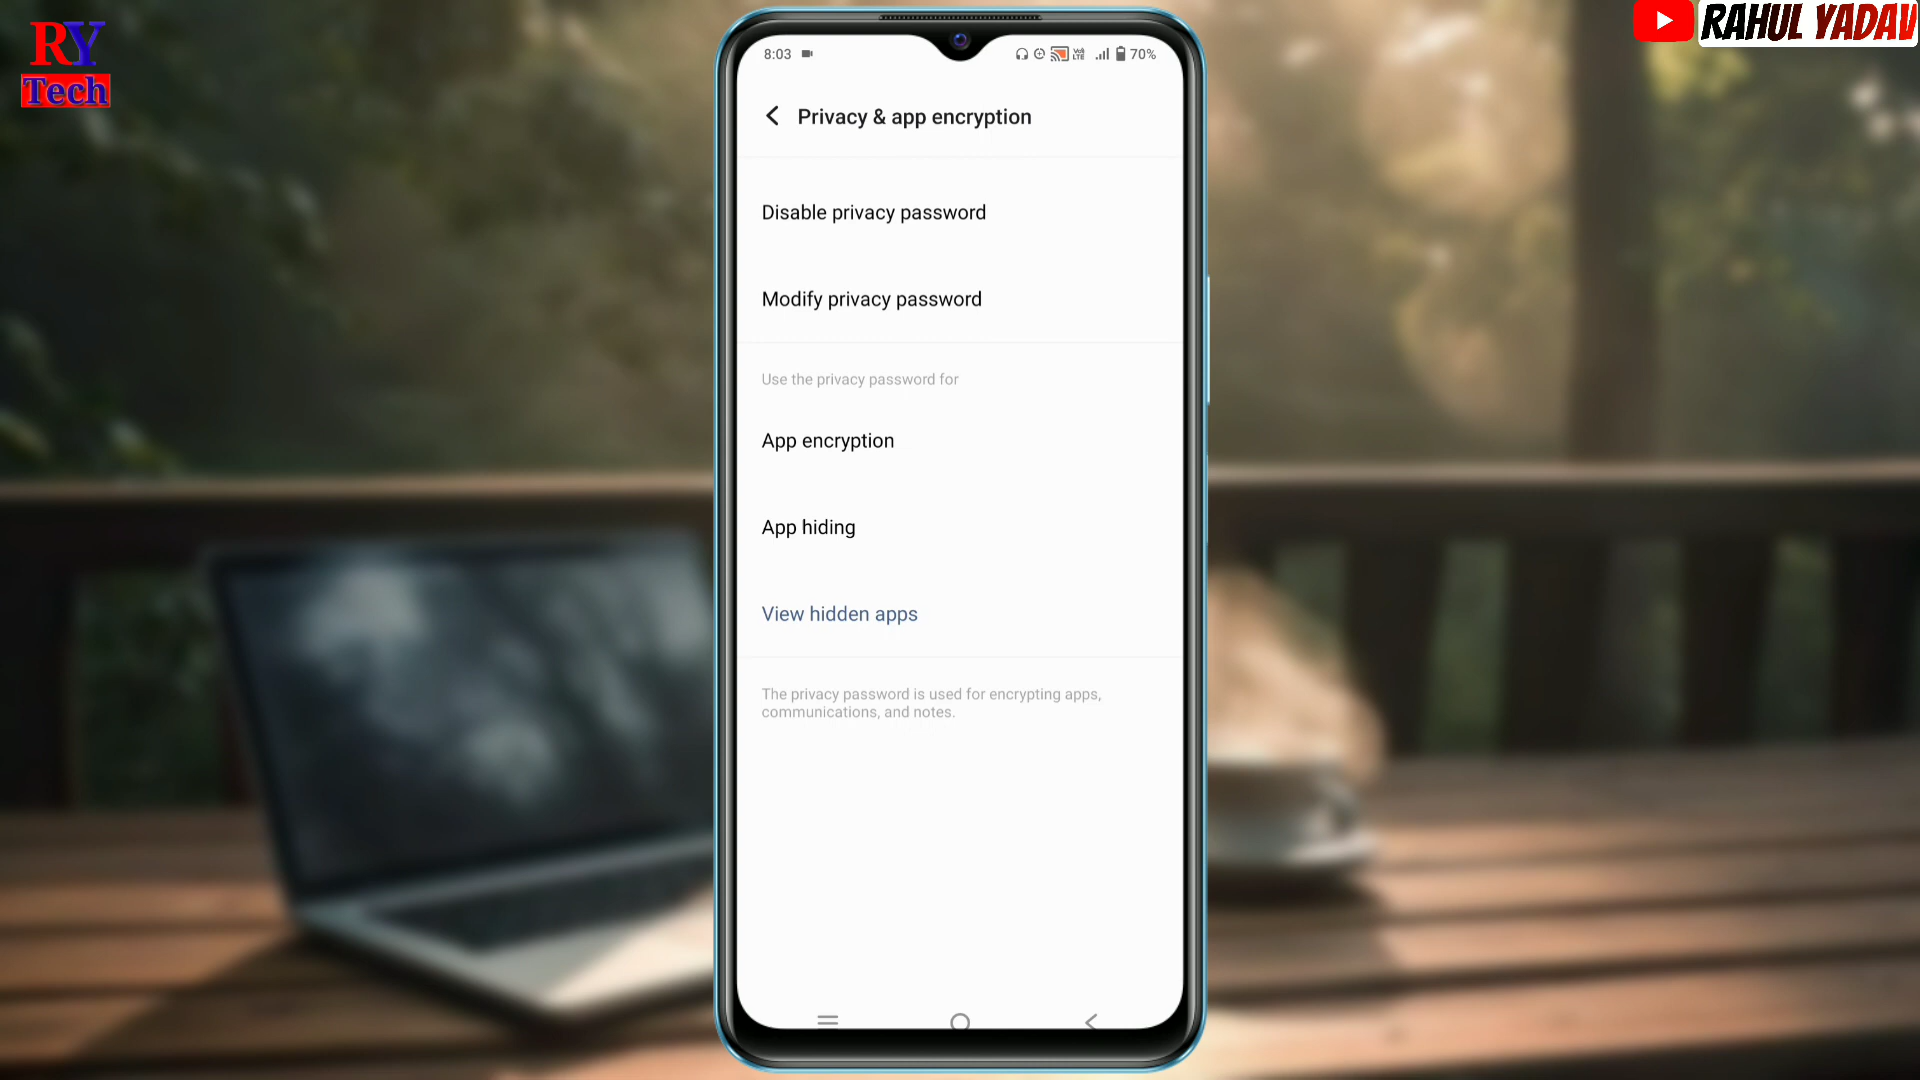 RY
Tech
RAHUL YADAV
8:03
Vo)
LTE
70%
Privacy & app encryption
Disable privacy password
Modify privacy password
Use the privacy password for
App encryption
App hiding
View hidden apps
The privacy password is used for encrypting apps,
communications, and notes.